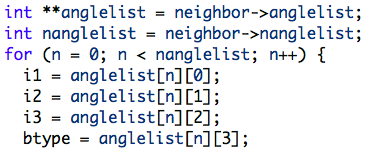 int **anglelist = neighbor->anglelist;
int nanglelist = neighbor->nanglelist;
for (n = 0; n < nanglelist; n++) {
i1 = anglelist[n][0];
i2 = anglelist[n][1];
i3 = anglelist[n][2];
btype = anglelist[n][3];